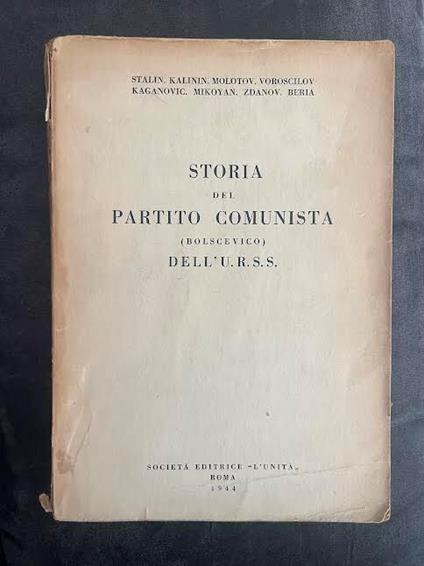 STALIN, KALININ, MOLOTOV, VOROSCILOV
KAGANOVIC, MIKOYAN, ZDANOV, BERIA
STORIA
DEL
PARTITO COMUNISTA
(BOLSCEVICO)
DELL'U.R.S.S.
SOCIETÀ EDITRICE "L'UNITÀ„
ROMA
1944